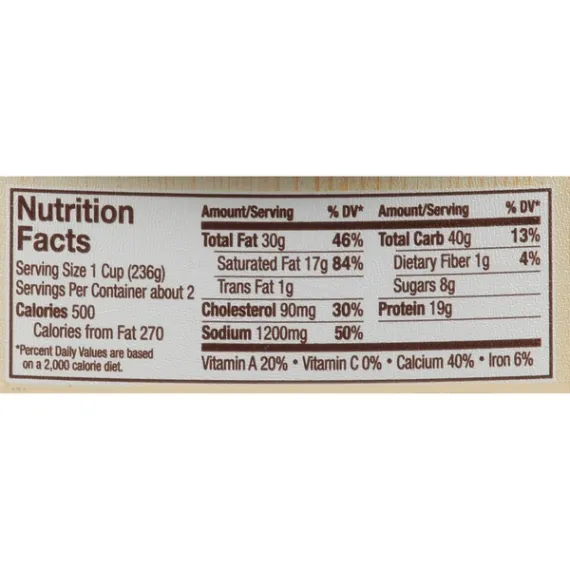 Nutrition
Facts
Serving Size 1 Cup (236g)
Servings Per Container about 2
Calories 500
Calories from Fat 270
*Percent Daily Values are based
on a 2,000 calorie diet.
Amount/Serving % DV*
Total Fat 30g 46%
Saturated Fat 17g 84%
Trans Fat 1g
Cholesterol 90mg 30%
Sodium 1200mg 50%
Amount/Serving % DV*
Total Carb 40g 13%
Dietary Fiber 1g 4%
Sugars 8g
Protein 19g
Vitamin A 20% • Vitamin C 0% • Calcium 40% • Iron 6%